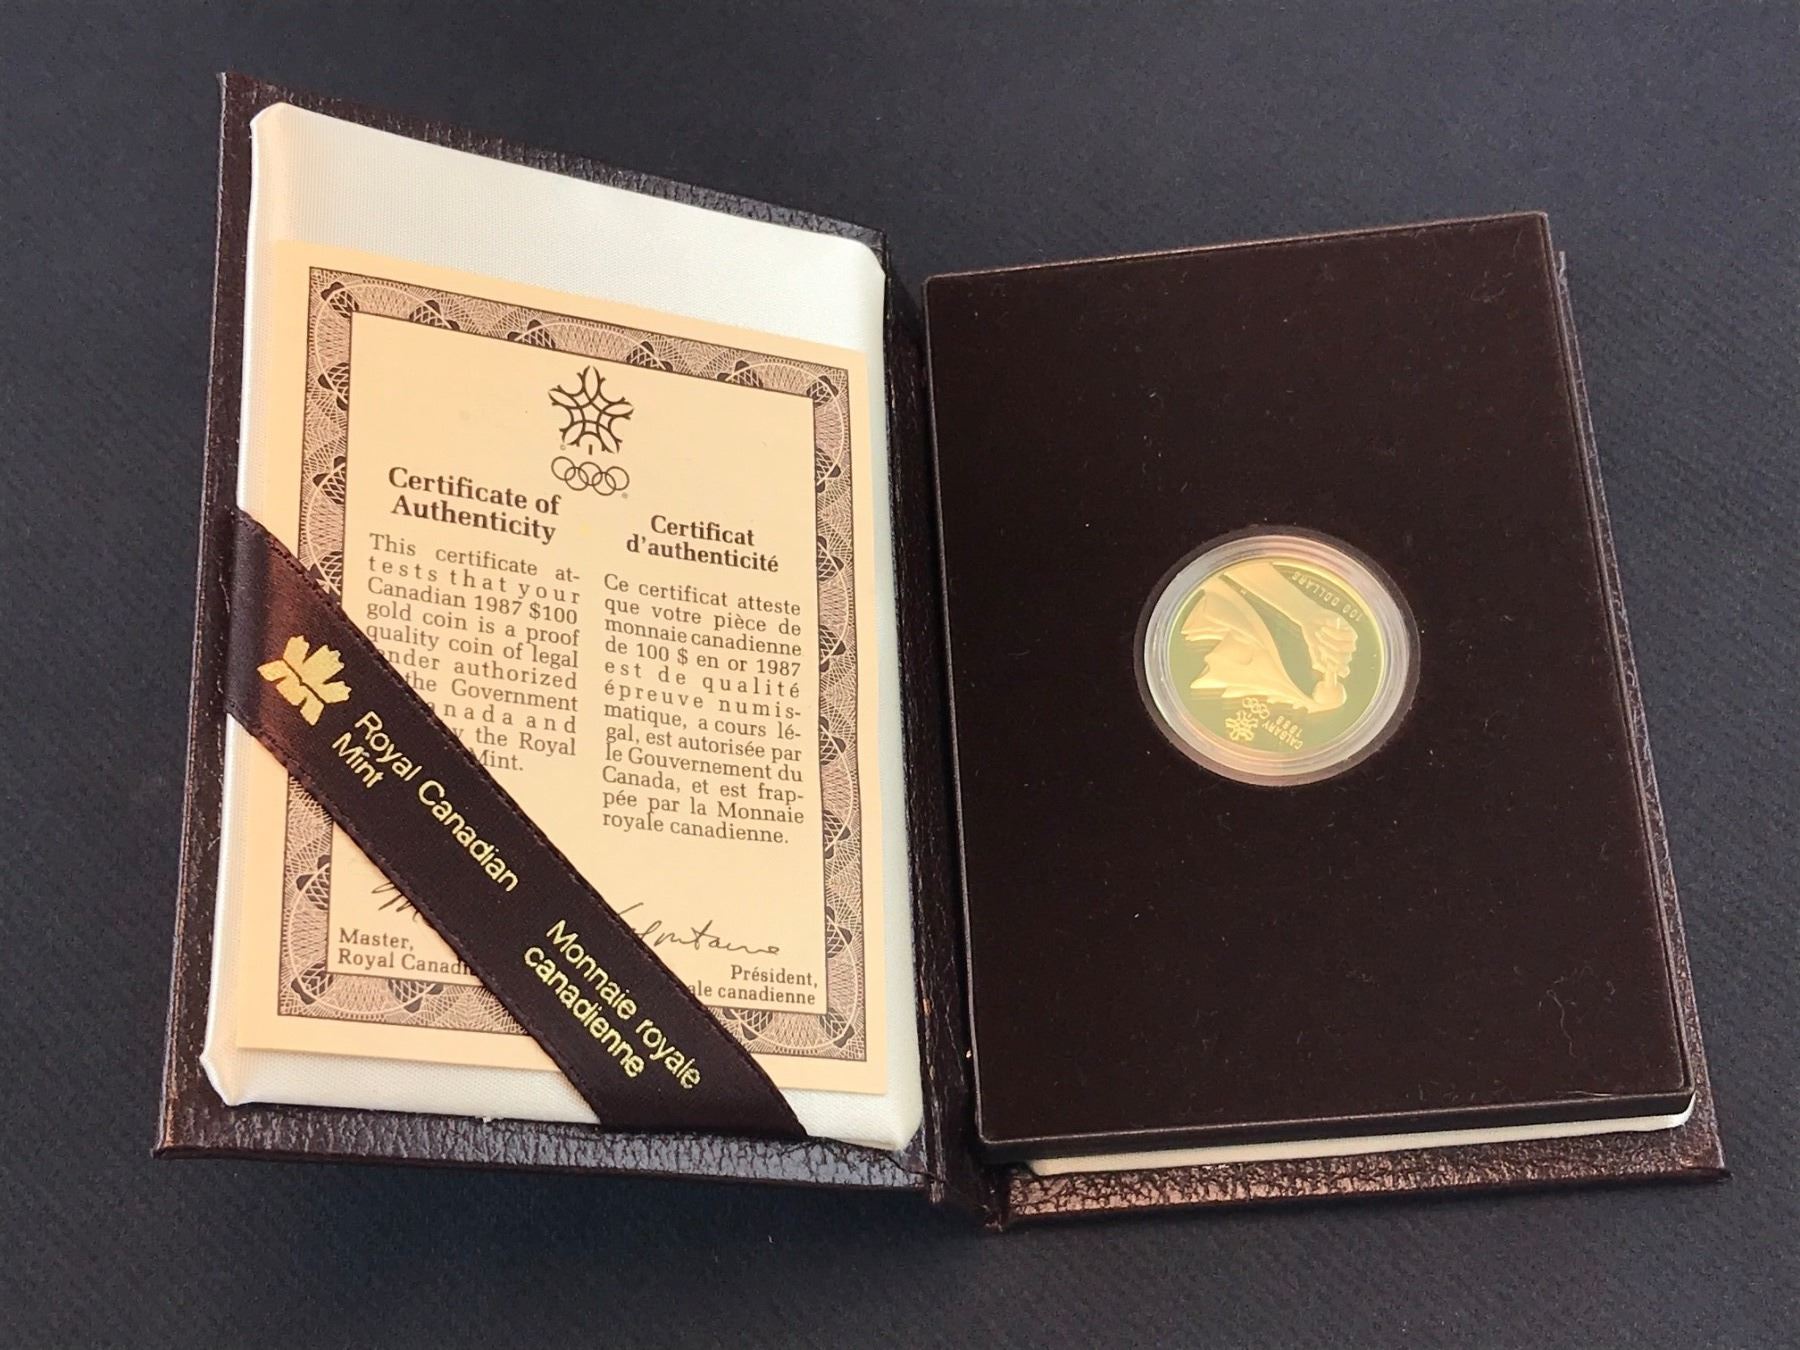 Certificate of
Authenticity
This certificate at-
tests that your
Canadian 1987 $100
gold coin is a proof
quality coin of legal
authorized
the Government
and
the Royal
Mint.
Master,
Royal
Certificat
d'authenticité
Ce certificat atteste
que votre pièce de
monnaie canadienne
de 100 $ en or 1987
est de qualité
épreuve numis-
matique, a cours lé-
gal, est autorisée par
le Gouvernement du
Canada, et est frap-
pée par la Monnaie
royale canadienne.
Président,
canadienne
Royal Canadian
Mint
Monnaie royale
canadienne
100 DOLLARS
CALGARY
1988